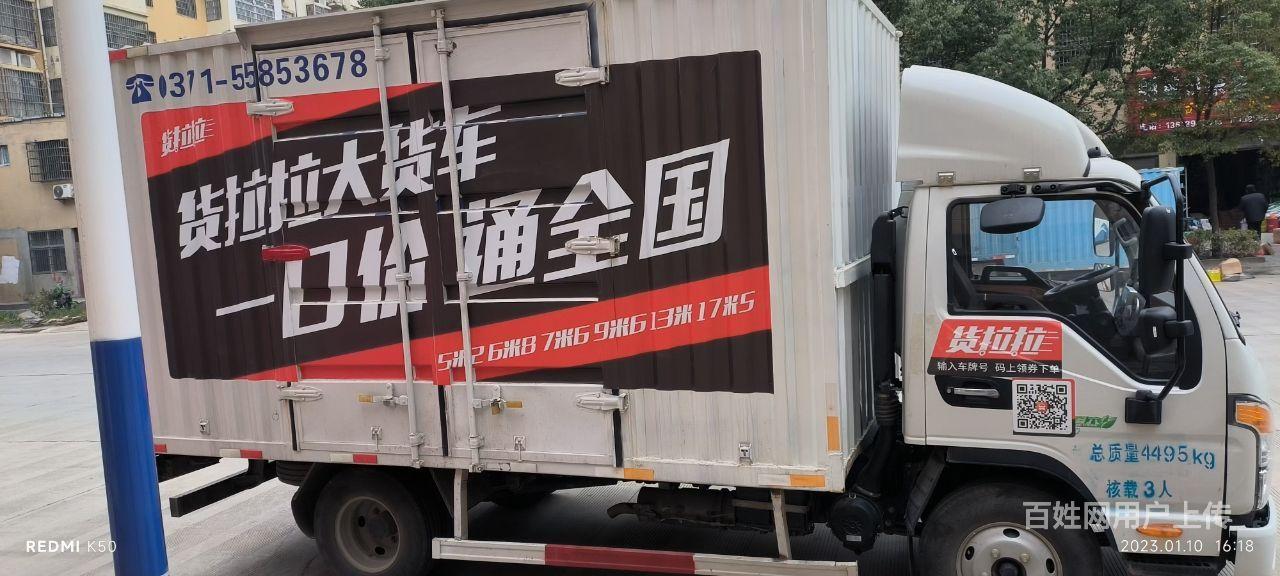 0371-55853678
货拉拉
货拉拉大货车
一口价 通全国
5米2 6米8 7米6 9米6 13米 17米5
货拉拉
输入车牌号 码上领券下单
总质量4495kg
核载3人
百姓网用户上传
REDMI K50
2023.01.10 16:18